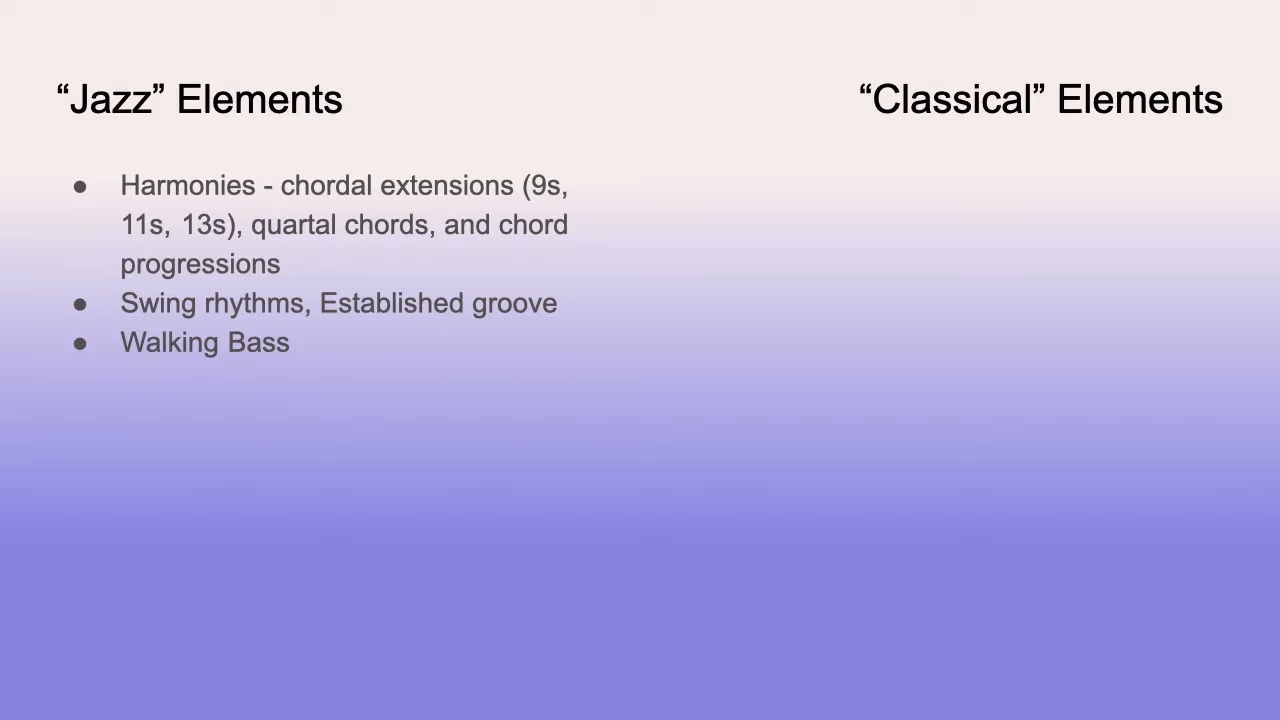 “Jazz” Elements
“Classical” Elements
● Harmonies - chordal extensions (9s,
11s, 13s), quartal chords, and chord
progressions
● Swing rhythms, Established groove
● Walking Bass